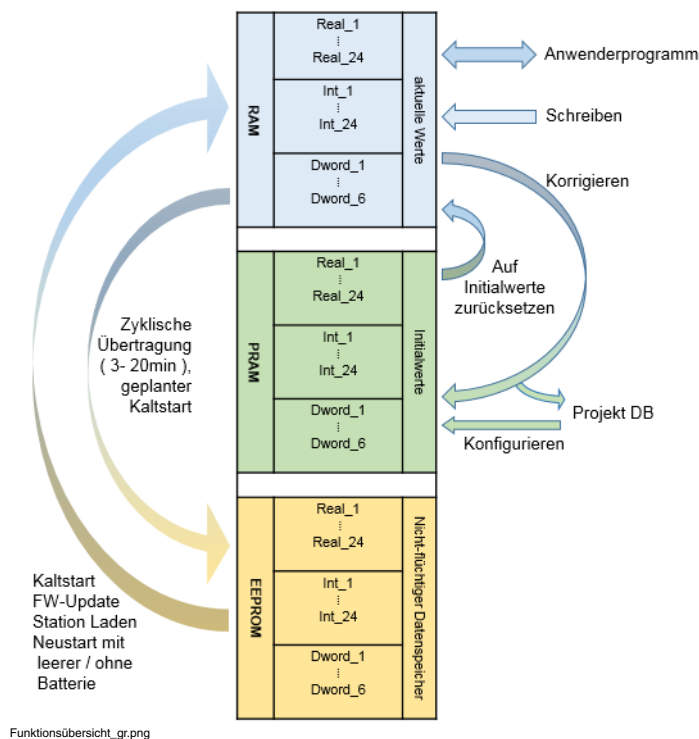 RAM
Real_1
Real_24
Int_1
Int_24
Dword_1
Dword_6
aktuelle Werte
Anwenderprogramm
Schreiben
Korrigieren
Auf
Initialwerte
zurücksetzen
PRAM
Real_1
Real_24
Int_1
Int_24
Dword_1
Dword_6
Initialwerte
Projekt DB
Konfigurieren
Zyklische
Übertragung
( 3- 20min ),
geplanter
Kaltstart
EEPROM
Real_1
Real_24
Int_1
Int_24
Dword_1
Dword_6
Nicht-flüchtiger Datenspeicher
Kaltstart
FW-Update
Station Laden
Neustart mit
leerer / ohne
Batterie
Funktionsübersicht_gr.png